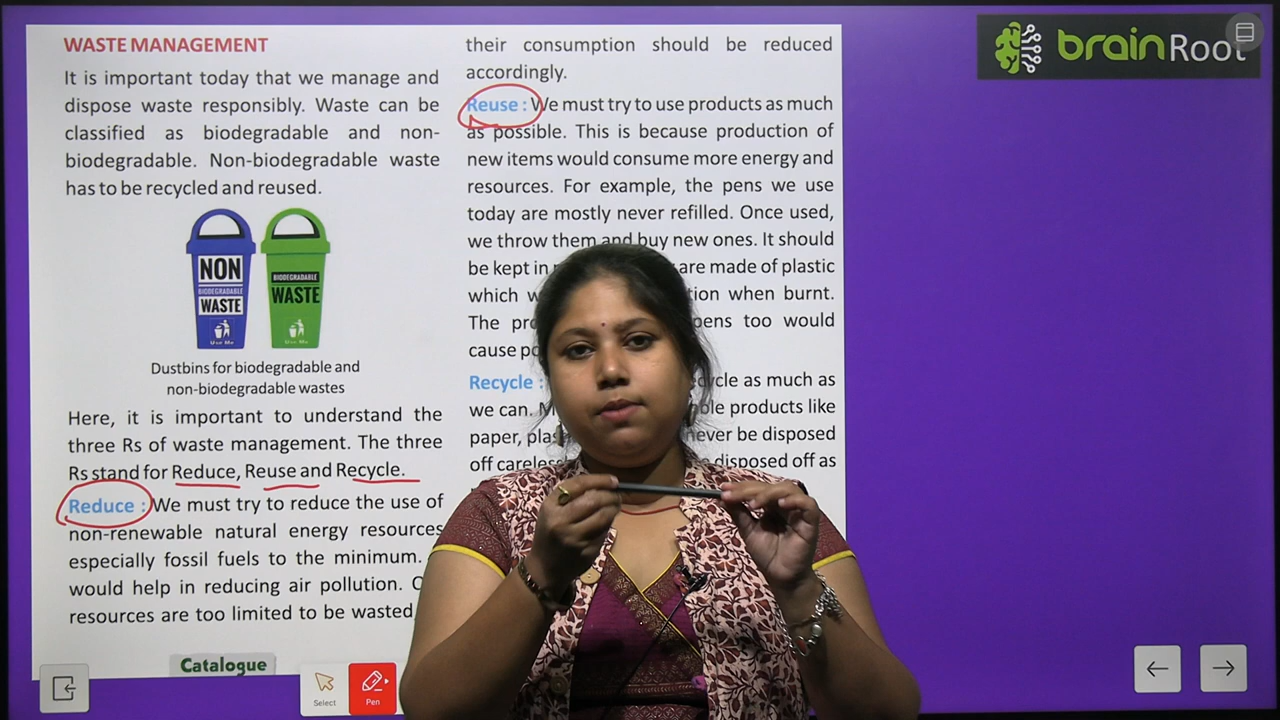 WASTE MANAGEMENT
It is important today that we manage and
dispose waste responsibly. Waste can be
classified as biodegradable and non-
biodegradable. Non-biodegradable waste
has to be recycled and reused.
NON
BIODEGRADABLE
WASTE
Use Me
BIODEGRADABLE
WASTE
Use Me
Dustbins for biodegradable and
non-biodegradable wastes
Here, it is important to understand the
three Rs of waste management. The three
Rs stand for Reduce, Reuse and Recycle.
Reduce : We must try to reduce the use of
non-renewable natural energy resources
especially fossil fuels to the minimum.
would help in reducing air pollution.
resources are too limited to be wasted
their consumption should be reduced
accordingly.
Reuse : We must try to use products as much
as possible. This is because production of
new items would consume more energy and
resources. For example, the pens we use
today are mostly never refilled. Once used,
we throw them and buy new ones. It should
be kept in are made of plastic
which when burnt.
The pens too would
cause
Recycle : as much as
we can. products like
paper, never be disposed
off disposed off as
brainRoot
Catalogue
Select
Pen